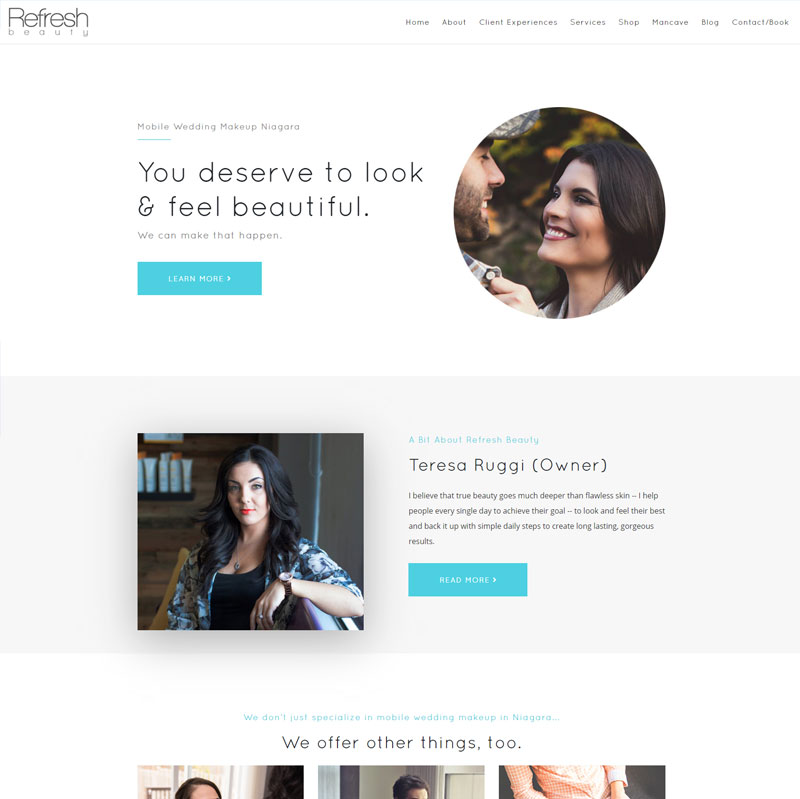 Refresh
beauty
Home About Client Experiences Services Shop Mancave Blog Contact/Book
Mobile Wedding Makeup Niagara
You deserve to look
& feel beautiful.
We can make that happen.
LEARN MORE >
A Bit About Refresh Beauty
Teresa Ruggi (Owner)
I believe that true beauty goes much deeper than flawless skin -- I help
people every single day to achieve their goal -- to look and feel their best
and back it up with simple daily steps to create long lasting, gorgeous
results.
READ MORE >
We don't just specialize in mobile wedding makeup in Niagara...
We offer other things, too.